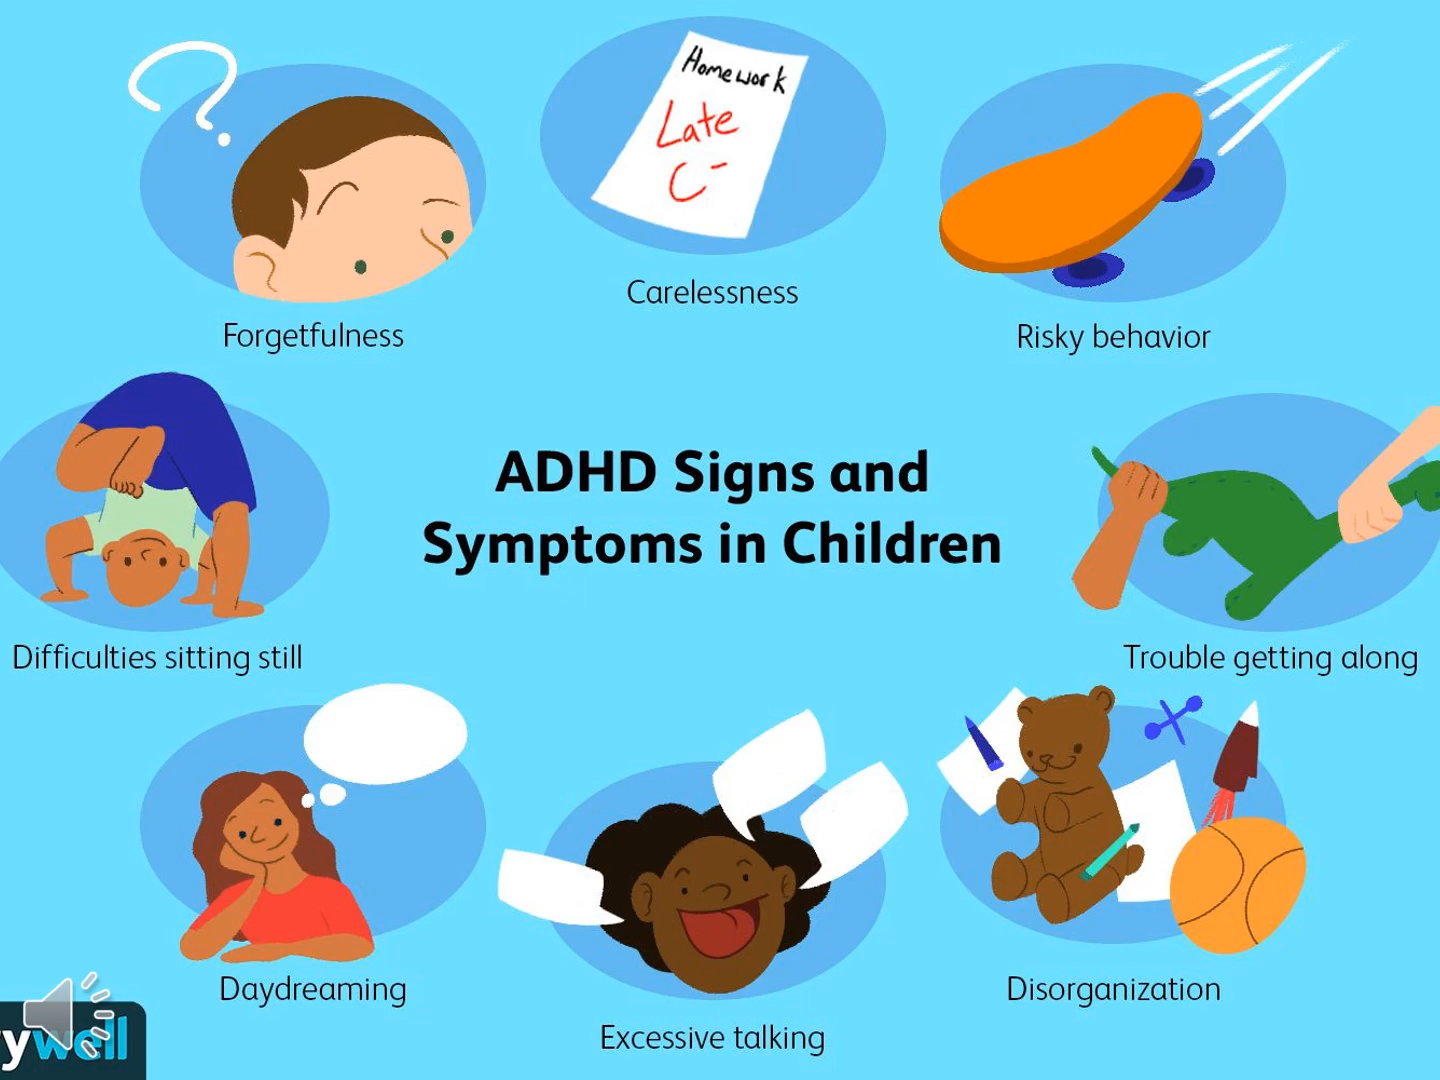 Homework
Late
C-
Forgetfulness
Carelessness
Risky behavior
ADHD Signs and
Symptoms in Children
Difficulties sitting still
Trouble getting along
Daydreaming
Excessive talking
Disorganization
ywell